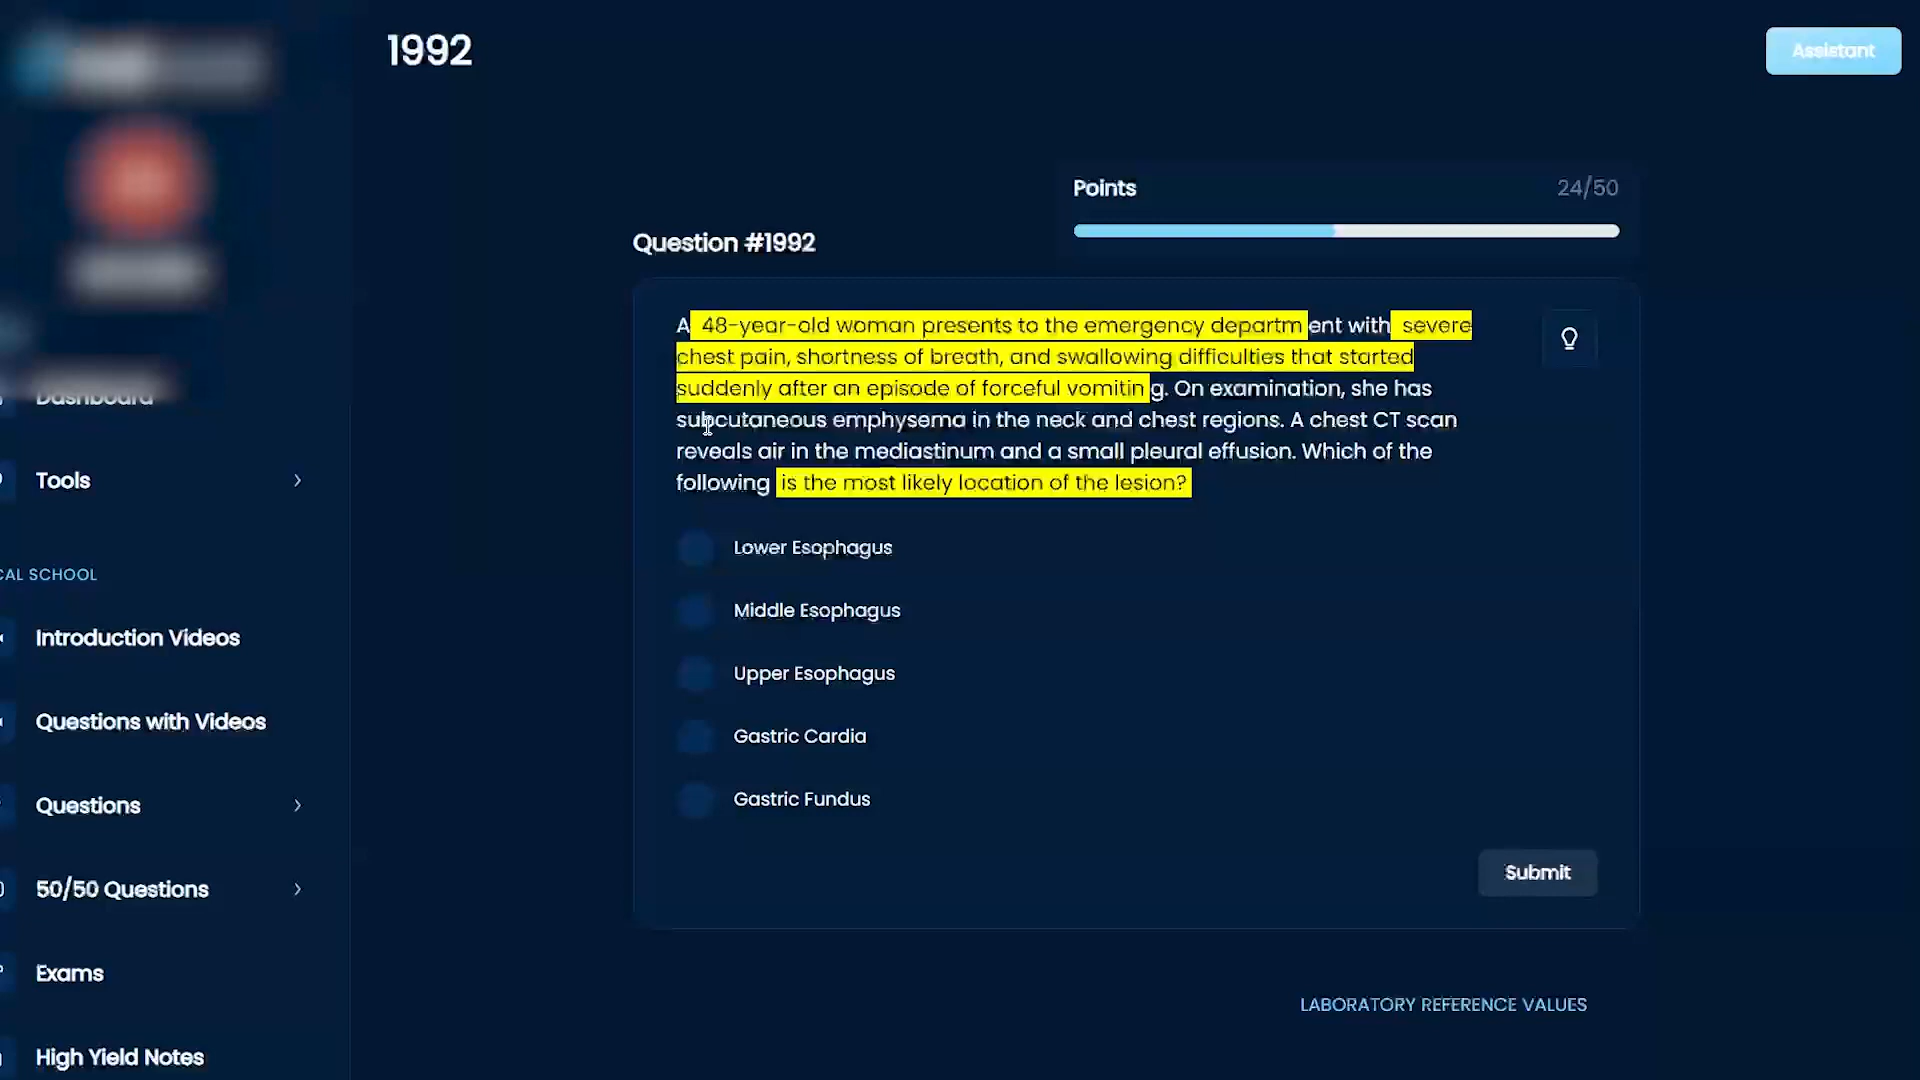 1992
Assistant
Points 24/50
Question #1992
A 48-year-old woman presents to the emergency department with severe
chest pain, shortness of breath, and swallowing difficulties that started
suddenly after an episode of forceful vomiting. On examination, she has
subcutaneous emphysema in the neck and chest regions. A chest CT scan
reveals air in the mediastinum and a small pleural effusion. Which of the
following is the most likely location of the lesion?
Lower Esophagus
Middle Esophagus
Upper Esophagus
Gastric Cardia
Gastric Fundus
Submit
LABORATORY REFERENCE VALUES
Dashboard
Tools
CAL SCHOOL
Introduction Videos
Questions with Videos
Questions
50/50 Questions
Exams
High Yield Notes